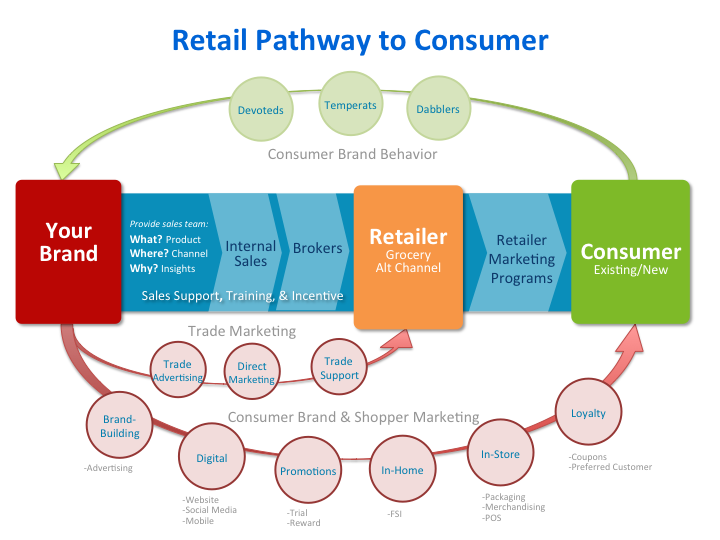 Retail Pathway to Consumer
Devoteds
Temperats
Dabblers
Consumer Brand Behavior
Your
Brand
Provide sales team:
What? Product
Where? Channel
Why? Insights
Internal
Sales
Brokers
Sales Support, Training, & Incentive
Retailer
Grocery
Alt Channel
Retailer
Marketing
Programs
Consumer
Existing/New
Trade Marketing
Trade
Advertising
Direct
Marketing
Trade
Support
Consumer Brand & Shopper Marketing
Brand-
Building
-Advertising
Digital
-Website
-Social Media
-Mobile
Promotions
-Trial
-Reward
In-Home
-FSI
In-Store
-Packaging
-Merchandising
-POS
Loyalty
-Coupons
-Preferred Customer